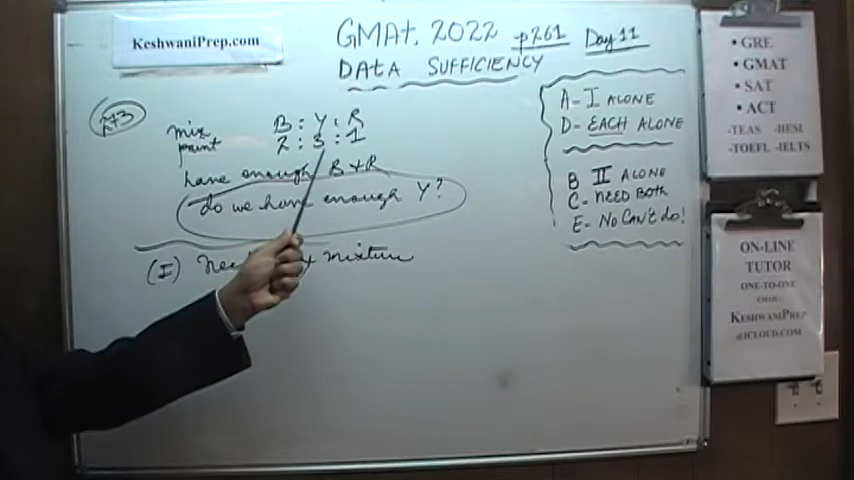 KeshwaniPrep.com
GMAt. 2022 p261 Day 11
DAtA SUFFICIENCY
mix paint
B : Y : R
2 : 3 : 1
have enough B + R
do we have enough Y?
(I) mixture
A - I ALONE
D - EACH ALONE
B II ALONE
C - NEED BOTH
E - No CAN't do!
• GRE
• GMAT
• SAT
• ACT
-TEAS -HESI
-TOEFL -IELTS
ON-LINE
TUTOR
ONE-TO-ONE
KESHWANIPREP
@ICLOUD.COM